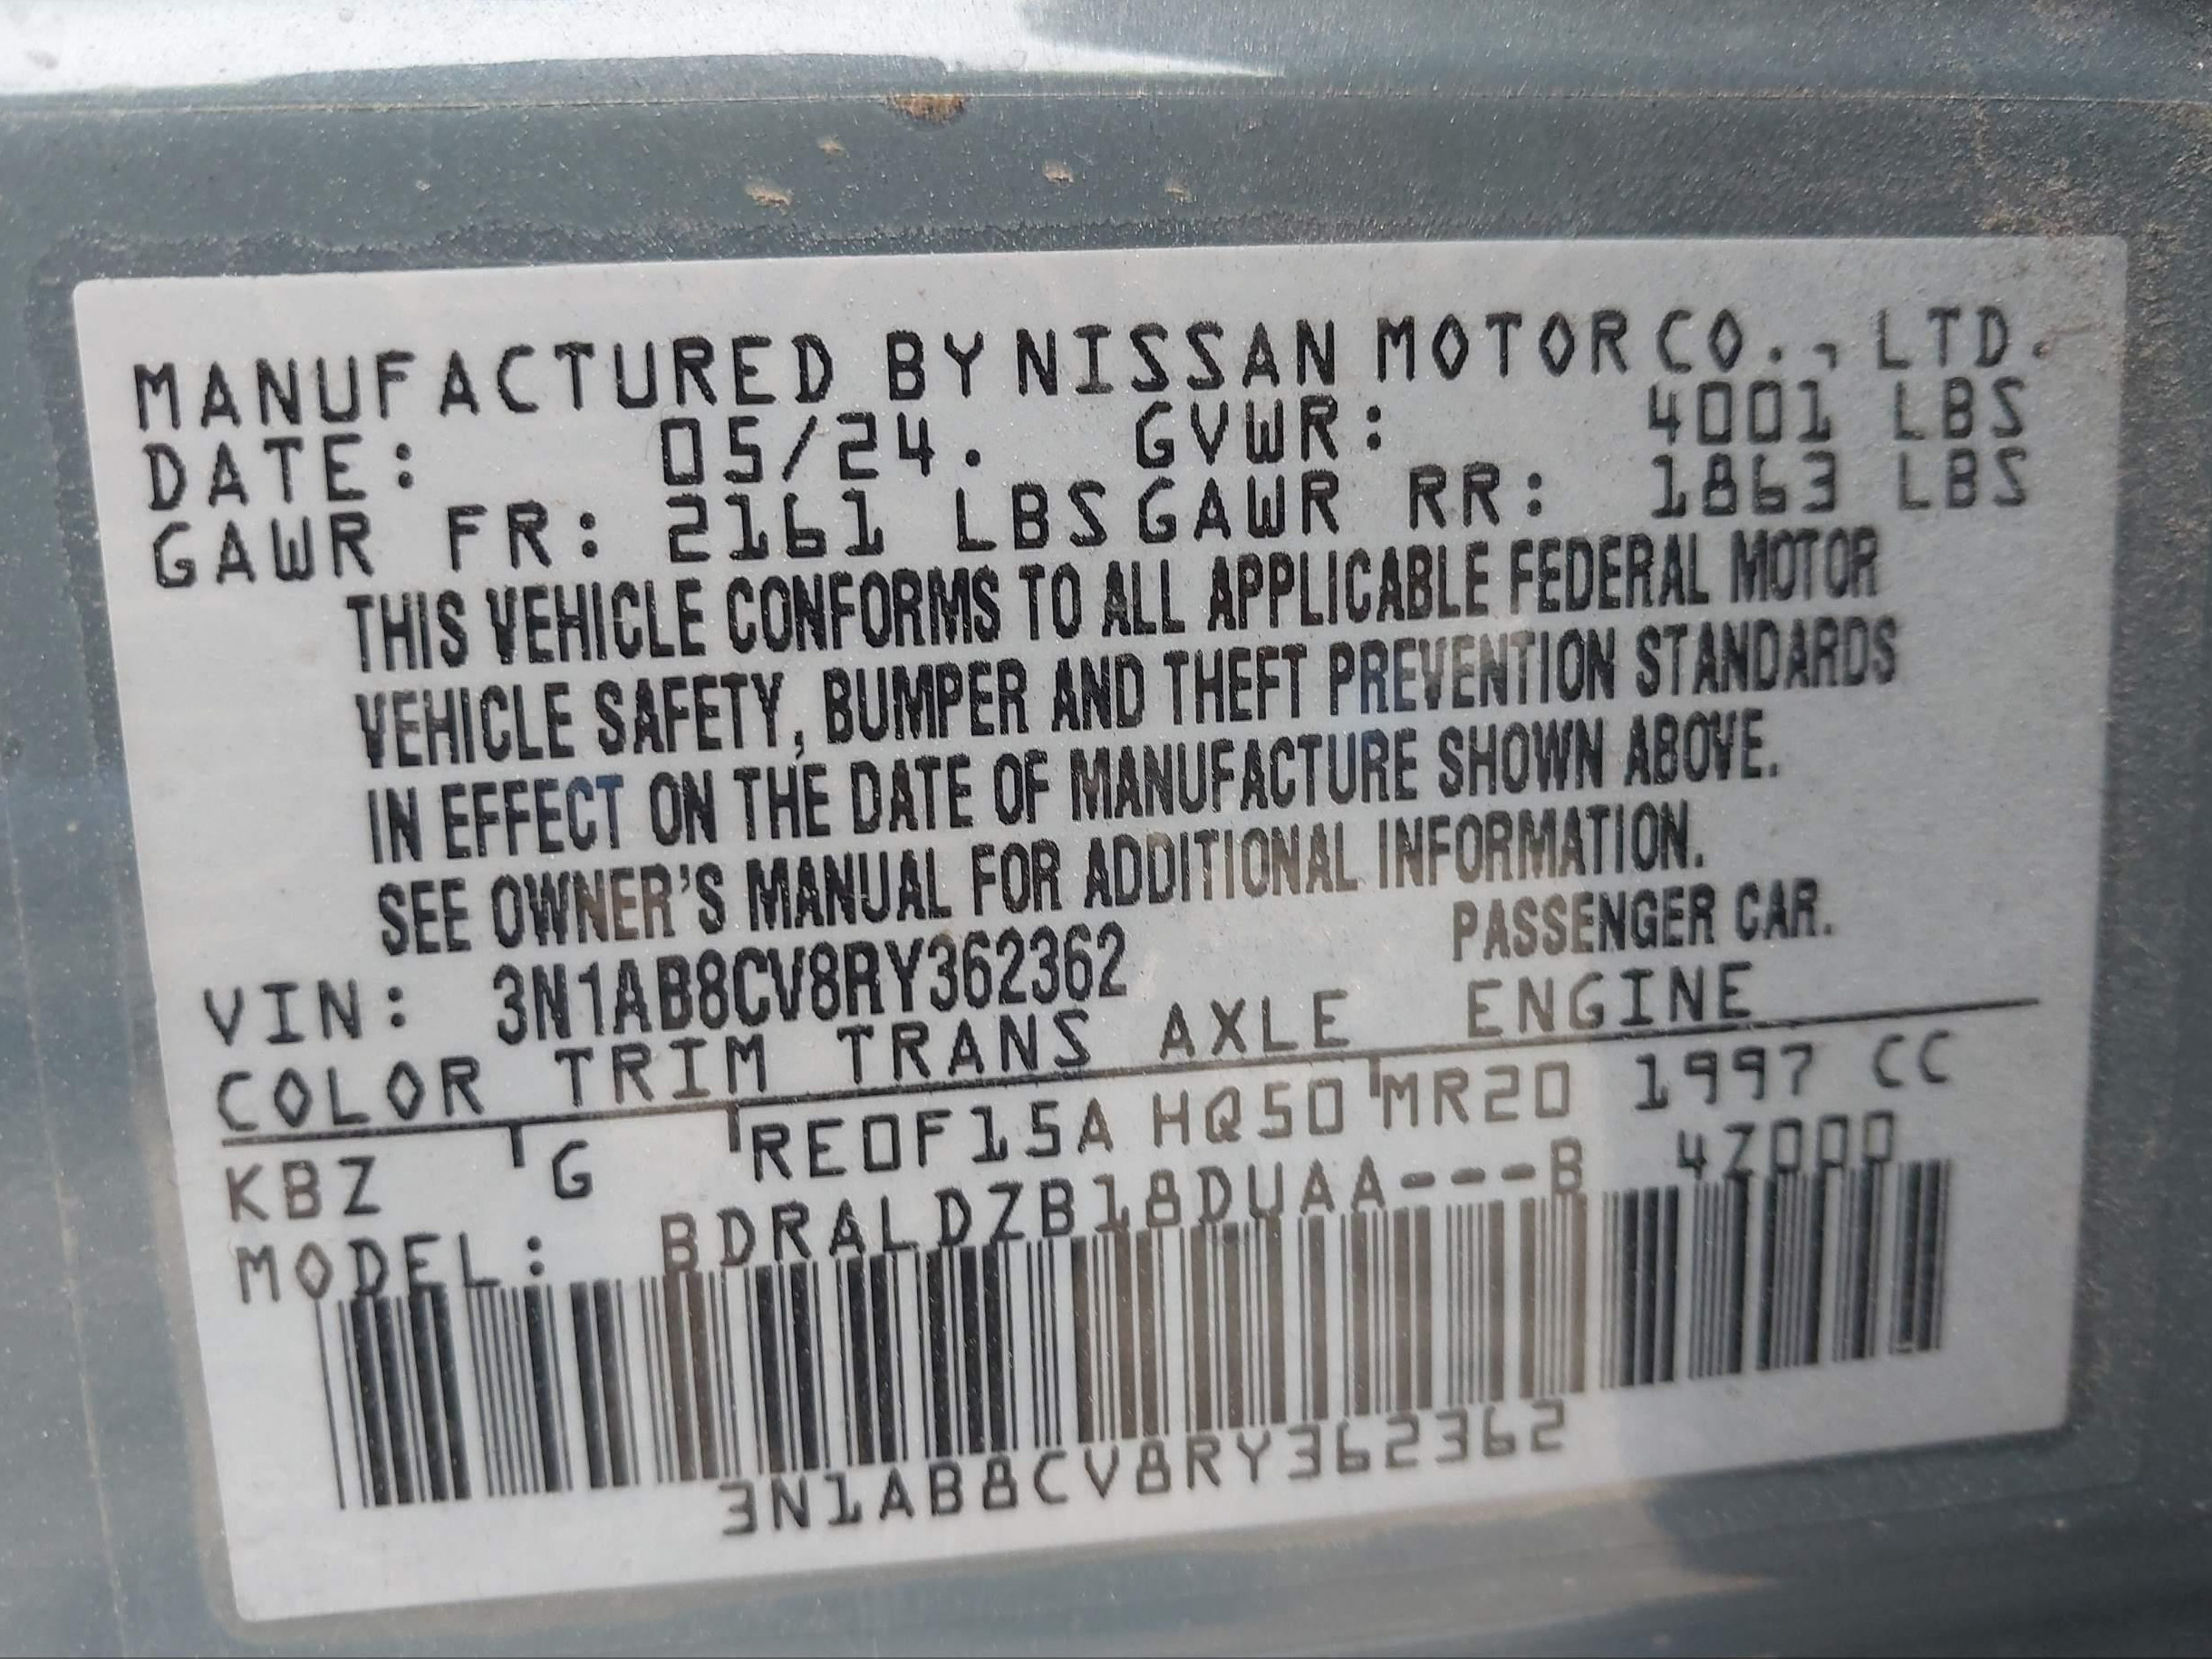 MANUFACTURED BY NISSAN MOTOR CO., LTD.
DATE: 05/24. GVWR: 4001 LBS
GAWR FR: 2161 LBS GAWR RR: 1863 LBS
THIS VEHICLE CONFORMS TO ALL APPLICABLE FEDERAL MOTOR
VEHICLE SAFETY, BUMPER AND THEFT PREVENTION STANDARDS
IN EFFECT ON THE DATE OF MANUFACTURE SHOWN ABOVE.
SEE OWNER'S MANUAL FOR ADDITIONAL INFORMATION.
VIN: 3N1AB8CV8RY362362 PASSENGER CAR.
COLOR TRIM TRANS AXLE ENGINE
KBZ G RE0F15A HQ50 MR20 1997 CC
MODEL: BDRALDZB18DUAA---B 4Z000
3N1AB8CV8RY362362